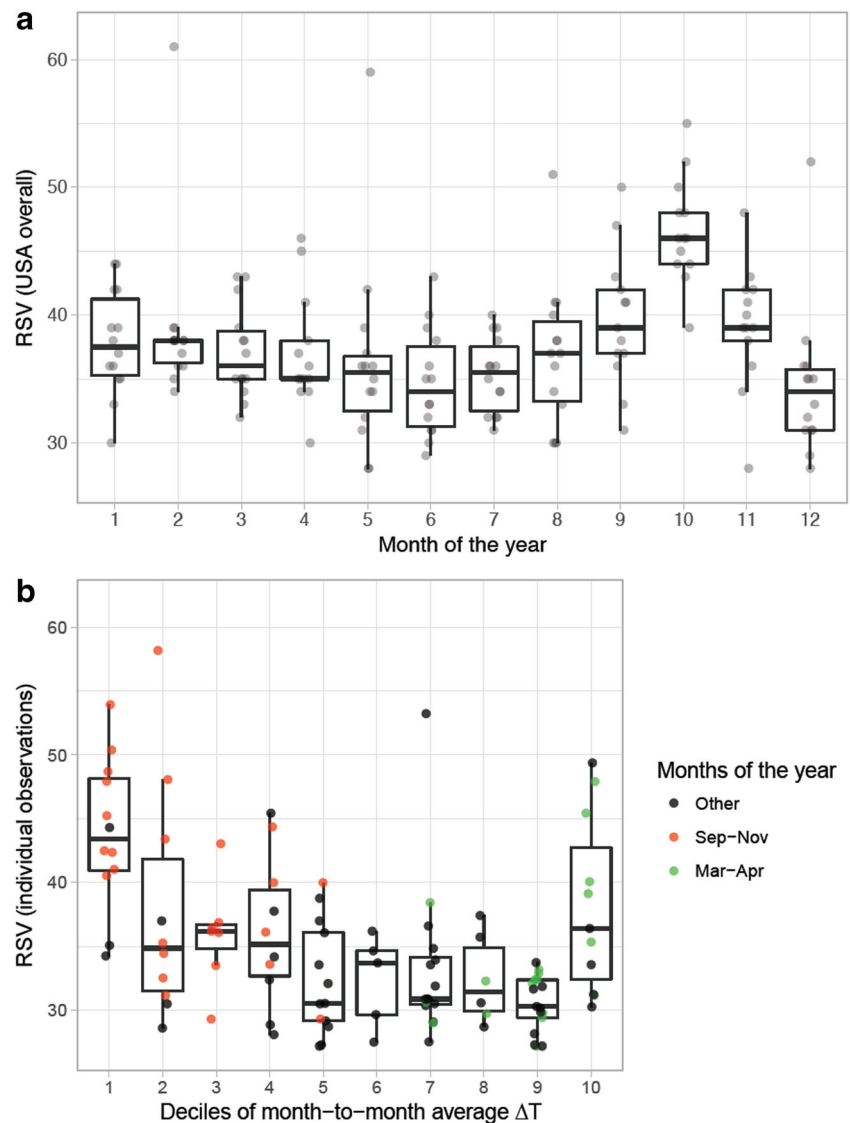 a
RSV (USA overall)
60
50
40
30
1 2 3 4 5 6 7 8 9 10 11 12
Month of the year
b
RSV (individual observations)
60
50
40
30
1 2 3 4 5 6 7 8 9 10
Deciles of month−to−month average ΔT
Months of the year
Other
Sep−Nov
Mar−Apr